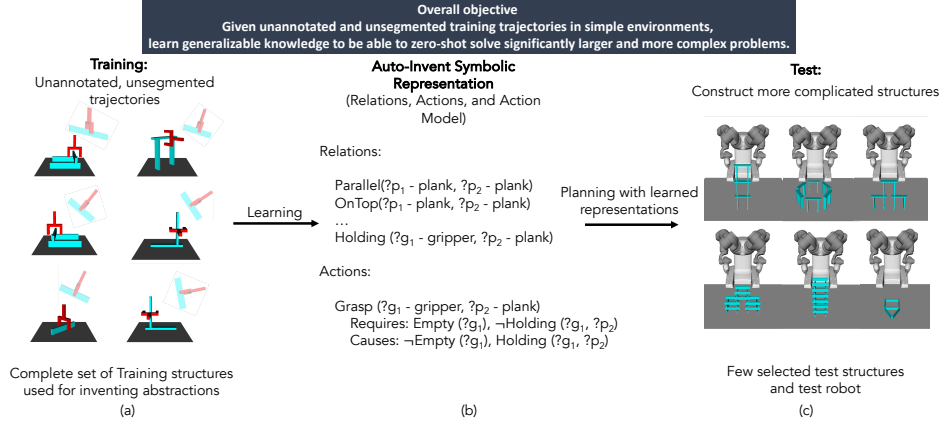 Overall objective
Given unannotated and unsegmented training trajectories in simple environments,
learn generalizable knowledge to be able to zero-shot solve significantly larger and more complex problems.
Training:
Unannotated, unsegmented
trajectories
Complete set of Training structures
used for inventing abstractions
(a)
Learning
Auto-Invent Symbolic
Representation
(Relations, Actions, and Action
Model)
Relations:
Parallel(?p₁ - plank, ?p₂ - plank)
OnTop(?p₁ - plank, ?p₂ - plank)
...
Holding (?g₁ - gripper, ?p₂ - plank)
Actions:
Grasp (?g₁ - gripper, ?p₂ - plank)
Requires: Empty (?g₁), ¬Holding (?g₁, ?p₂)
Causes: ¬Empty (?g₁), Holding (?g₁, ?p₂)
(b)
Planning with learned
representations
Test:
Construct more complicated structures
Few selected test structures
and test robot
(c)